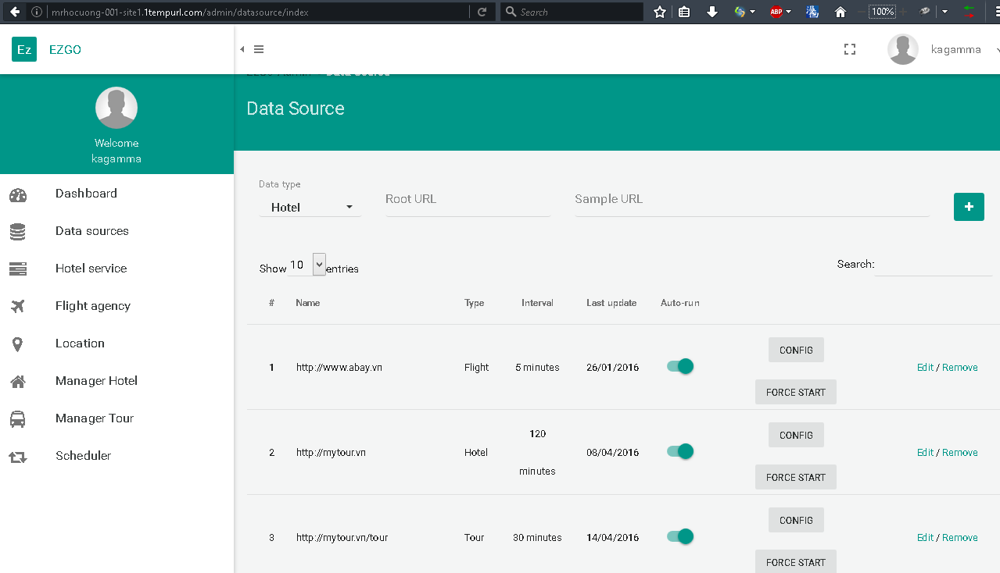 mrhocuong-001-site1.1tempurl.com/admin/datasource/index
Search
ABP
100%
Ez EZGO
kagamma
Data Source
Welcome
kagamma
Data Source
Dashboard
Data sources
Hotel service
Flight agency
Location
Manager Hotel
Manager Tour
Scheduler
Data type
Hotel
Root URL
Sample URL
+
Show 10 entries
Search:
# Name Type Interval Last update Auto-run
1 http://www.abay.vn Flight 5 minutes 26/01/2016 CONFIG FORCE START Edit / Remove
2 http://mytour.vn Hotel 120 minutes 08/04/2016 CONFIG FORCE START Edit / Remove
3 http://mytour.vn/tour Tour 30 minutes 14/04/2016 CONFIG FORCE START Edit / Remove